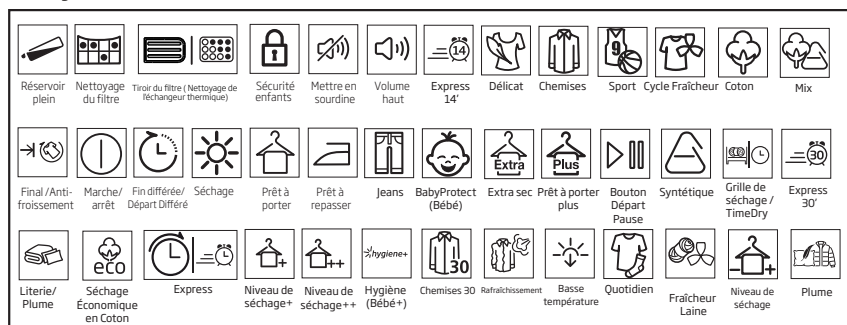 14
9
Réservoir plein
Nettoyage du filtre
Tiroir du filtre ( Nettoyage de l'échangeur thermique)
Sécurité enfants
Mettre en sourdine
Volume haut
Express 14'
Délicat
Chemises
Sport
Cycle Fraîcheur
Coton
Mix
Extra
Plus
30
Final /Anti-froissement
Marche/ arrêt
Fin différée/ Départ Différé
Séchage
Prêt à porter
Prêt à repasser
Jeans
BabyProtect (Bébé)
Extra sec
Prêt à porter plus
Bouton Départ Pause
Syntétique
Grille de séchage / TimeDry
Express 30'
eco
+
++
hygiene+
30
- +
Literie/ Plume
Séchage Économique en Coton
Express
Niveau de séchage+
Niveau de séchage++
Hygiène (Bébé+)
Chemises 30
Rafraîchissement
Basse température
Quotidien
Fraîcheur Laine
Niveau de séchage
Plume